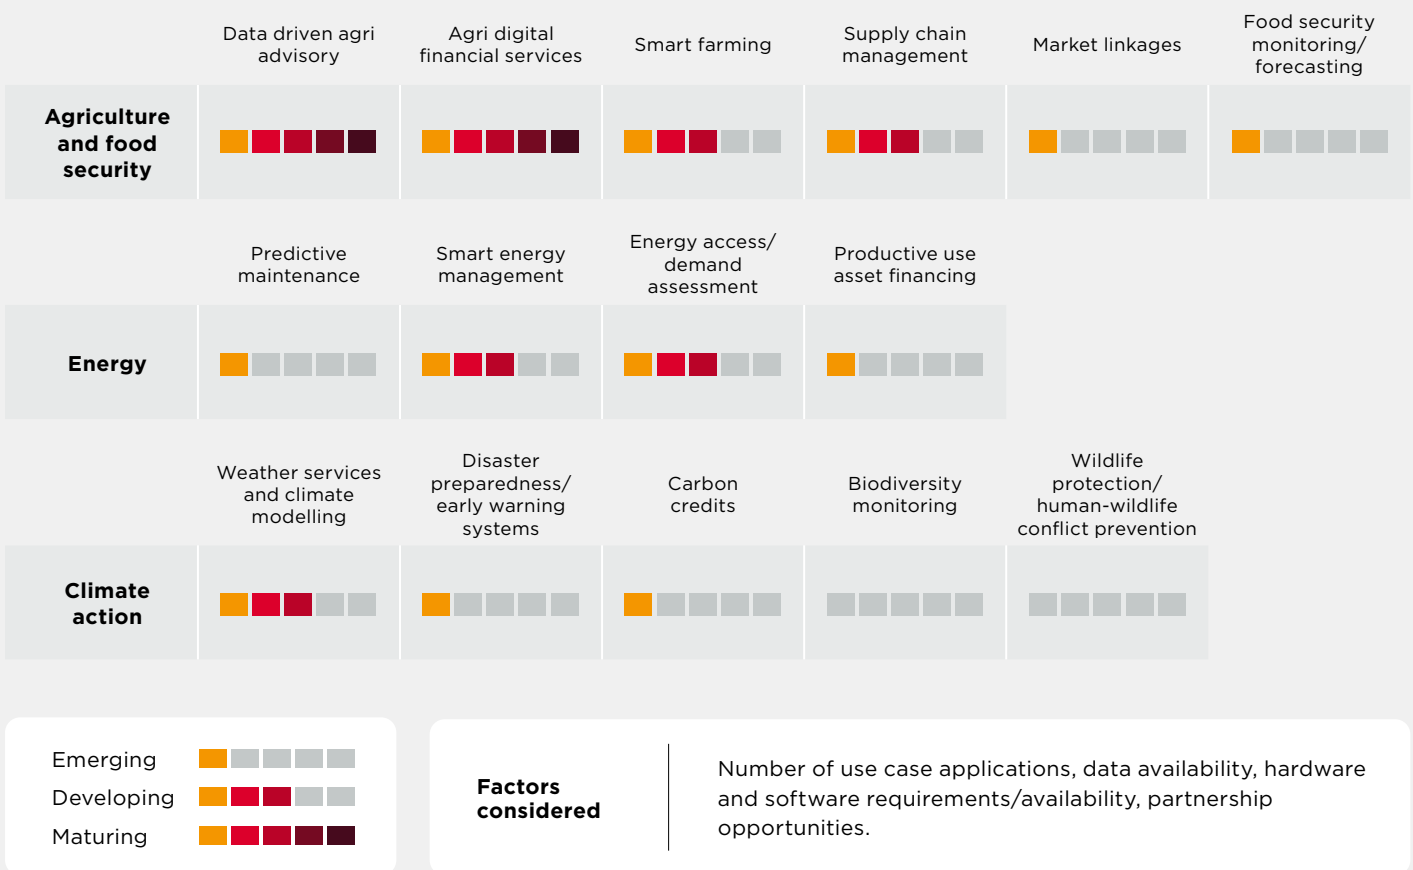 Data driven agri
advisory
Agri digital
financial services
Smart farming
Supply chain
management
Market linkages
Food security
monitoring/
forecasting
Agriculture
and food
security
Predictive
maintenance
Smart energy
management
Energy access/
demand
assessment
Productive use
asset financing
Energy
Weather services
and climate
modelling
Disaster
preparedness/
early warning
systems
Carbon
credits
Biodiversity
monitoring
Wildlife
protection/
human-wildlife
conflict prevention
Climate
action
Emerging
Developing
Maturing
Factors
considered
Number of use case applications, data availability, hardware
and software requirements/availability, partnership
opportunities.